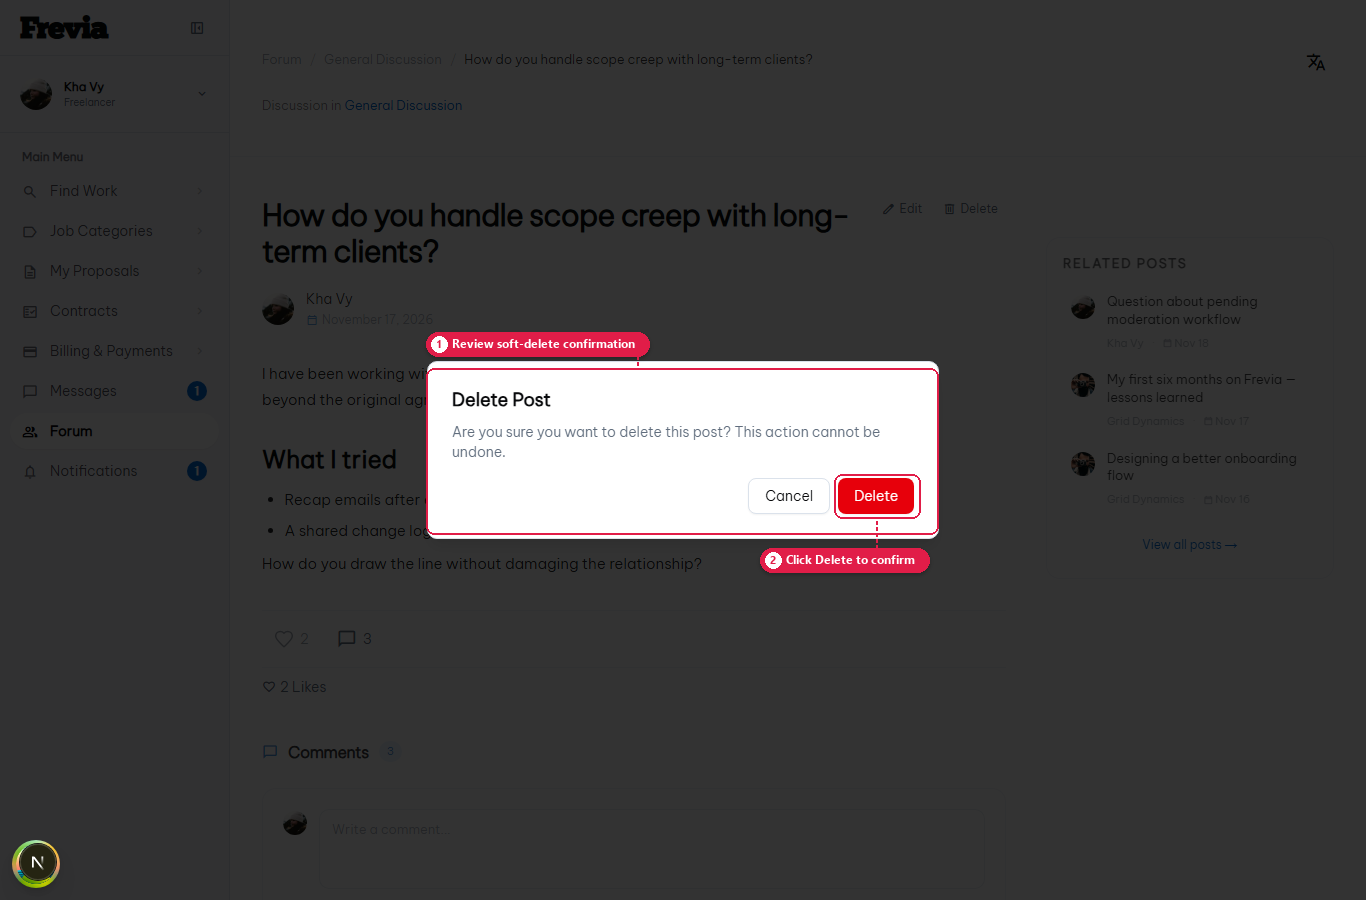 Frevia
Kha Vy
Freelancer
Main Menu
Find Work
Job Categories
My Proposals
Contracts
Billing & Payments
Messages 1
Forum
Notifications 1
N
Forum / General Discussion / How do you handle scope creep with long-term clients?
Discussion in General Discussion
How do you handle scope creep with long-
term clients?
Edit Delete
Kha Vy
November 17, 2026
I have been working wi
beyond the original ag
What I tried
Recap emails after
A shared change log
How do you draw the line without damaging the relationship?
1 Review soft-delete confirmation
Delete Post
Are you sure you want to delete this post? This action cannot be
undone.
Cancel Delete
2 Click Delete to confirm
2 3
2 Likes
Comments 3
Write a comment...
RELATED POSTS
Question about pending
moderation workflow
Kha Vy Nov 18
My first six months on Frevia —
lessons learned
Grid Dynamics Nov 17
Designing a better onboarding
flow
Grid Dynamics Nov 16
View all posts →